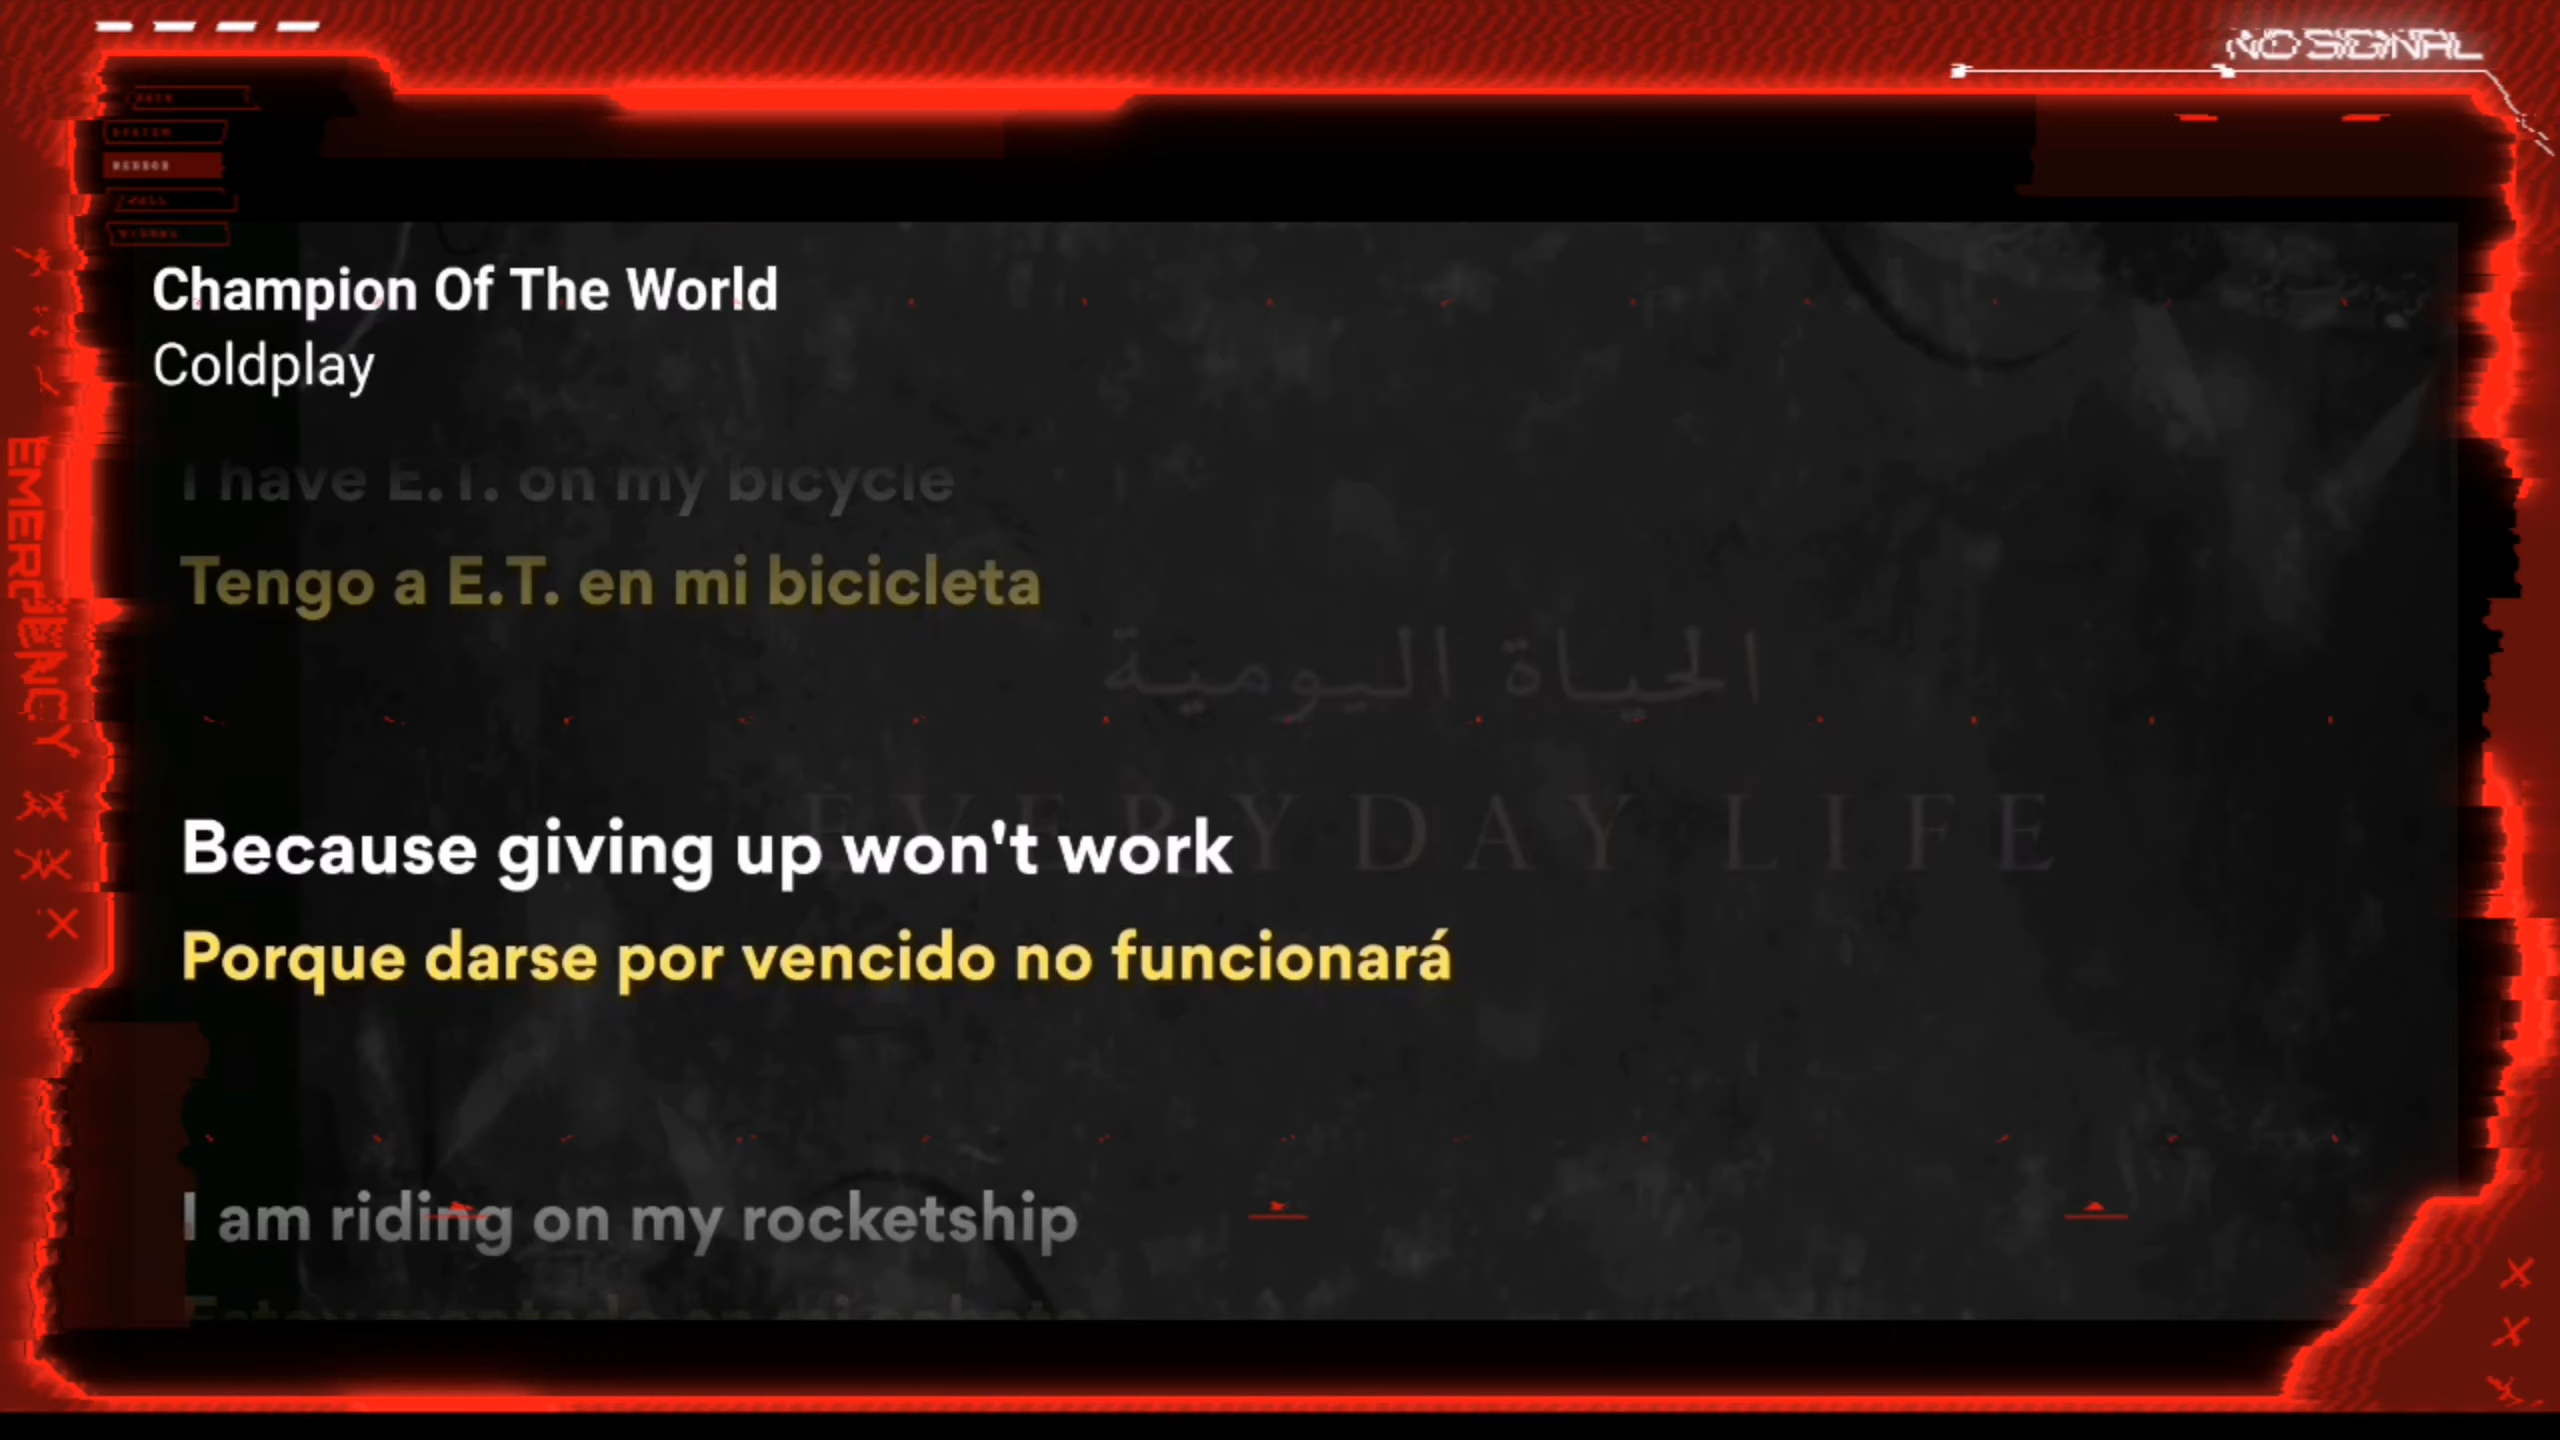 NO SIGNAL
SYSTEM
Champion Of The World
Coldplay
I have E.T. on my bicycle
Tengo a E.T. en mi bicicleta
الحياة اليومية
EVERYDAY LIFE
Because giving up won't work
Porque darse por vencido no funcionará
I am riding on my rocketship
EMERGENCY